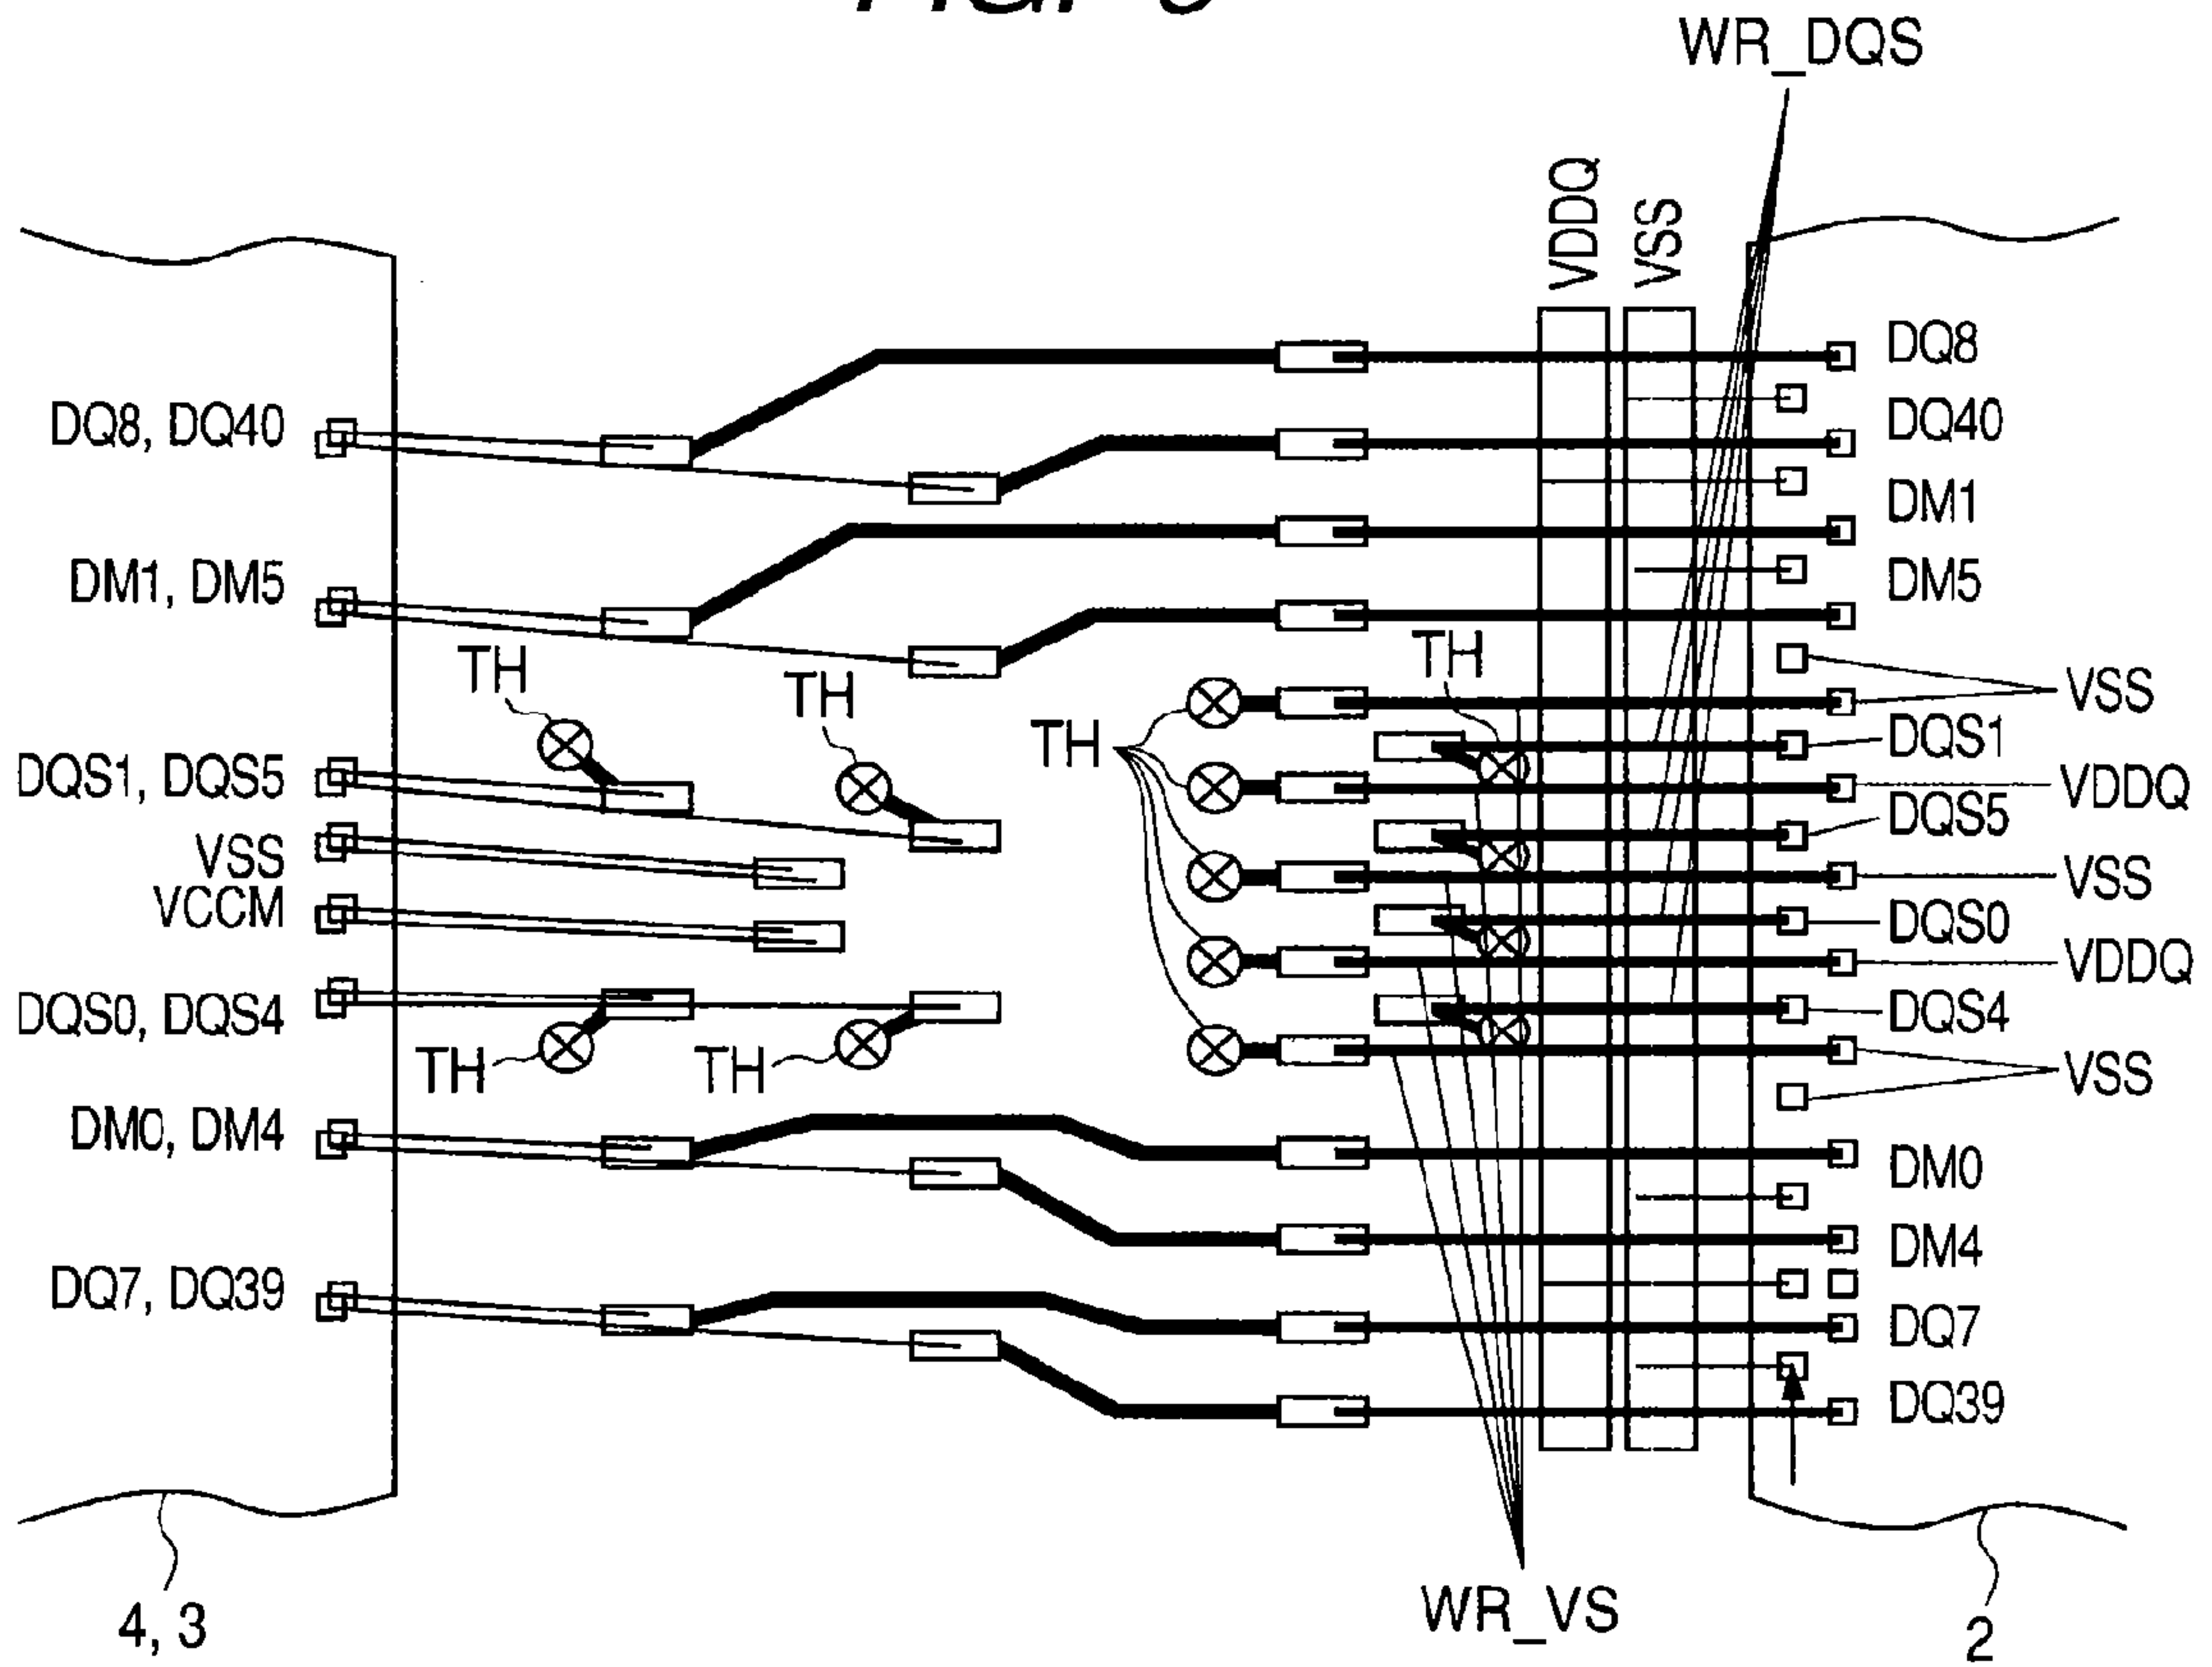 WR_DQS
VDDQ
VSS
DQ8
DQ8, DQ40
DQ40
DM1
DM1, DM5
DM5
TH
TH
TH
TH
VSS
DQS1
DQS1, DQS5
VDDQ
DQS5
VSS
VSS
VCCM
DQS0
VDDQ
DQS0, DQS4
DQS4
TH
TH
VSS
DM0, DM4
DM0
DM4
DQ7, DQ39
DQ7
DQ39
WR_VS
4, 3
2